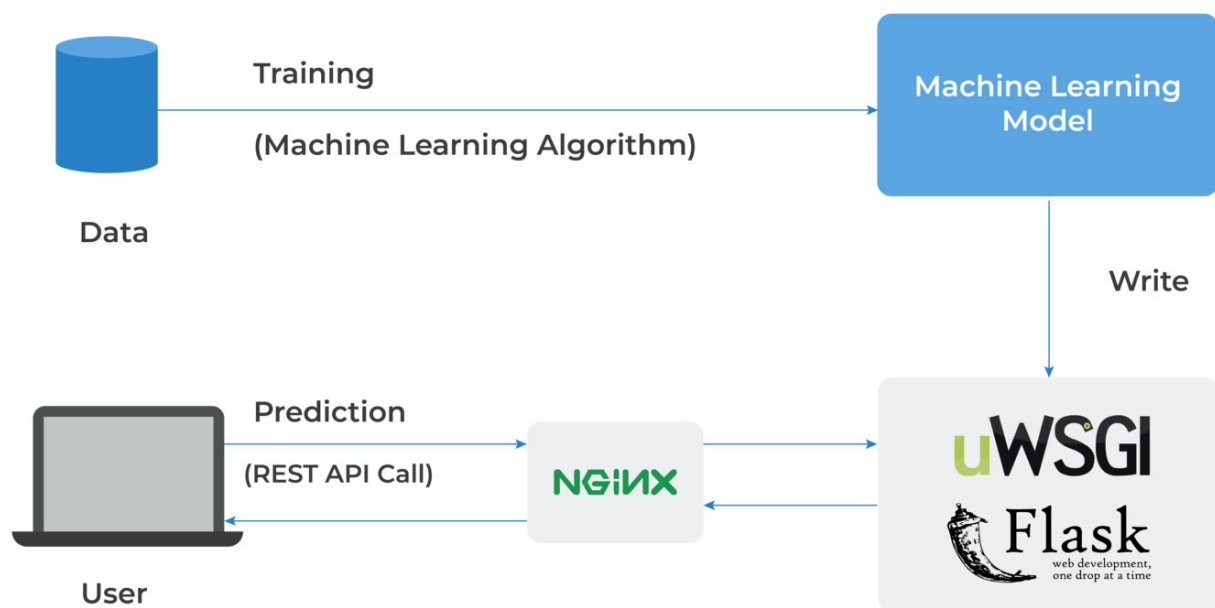 Training
(Machine Learning Algorithm)
Machine Learning
Model
Data
Write
Prediction
(REST API Call)
NGiNX
uWSGI
Flask
web development,
one drop at a time
User